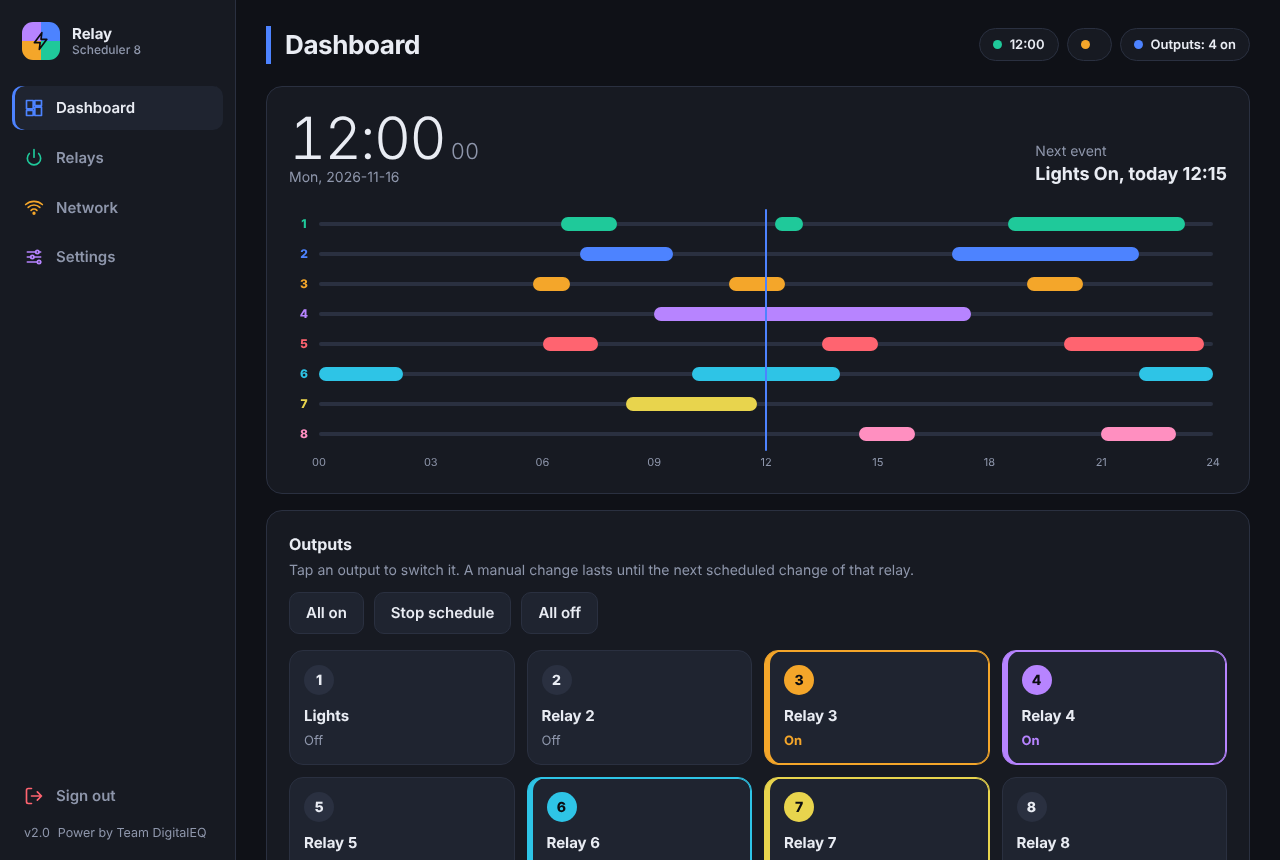 Relay
Scheduler 8
Dashboard
Relays
Network
Settings
Sign out
v2.0 Power by Team DigitalEQ
Dashboard
12:00
Outputs: 4 on
12:00 00
Mon, 2026-11-16
Next event
Lights On, today 12:15
1
2
3
4
5
6
7
8
00 03 06 09 12 15 18 21 24
Outputs
Tap an output to switch it. A manual change lasts until the next scheduled change of that relay.
All on Stop schedule All off
1
Lights
Off
2
Relay 2
Off
3
Relay 3
On
4
Relay 4
On
5
Relay 5
6
Relay 6
7
Relay 7
8
Relay 8